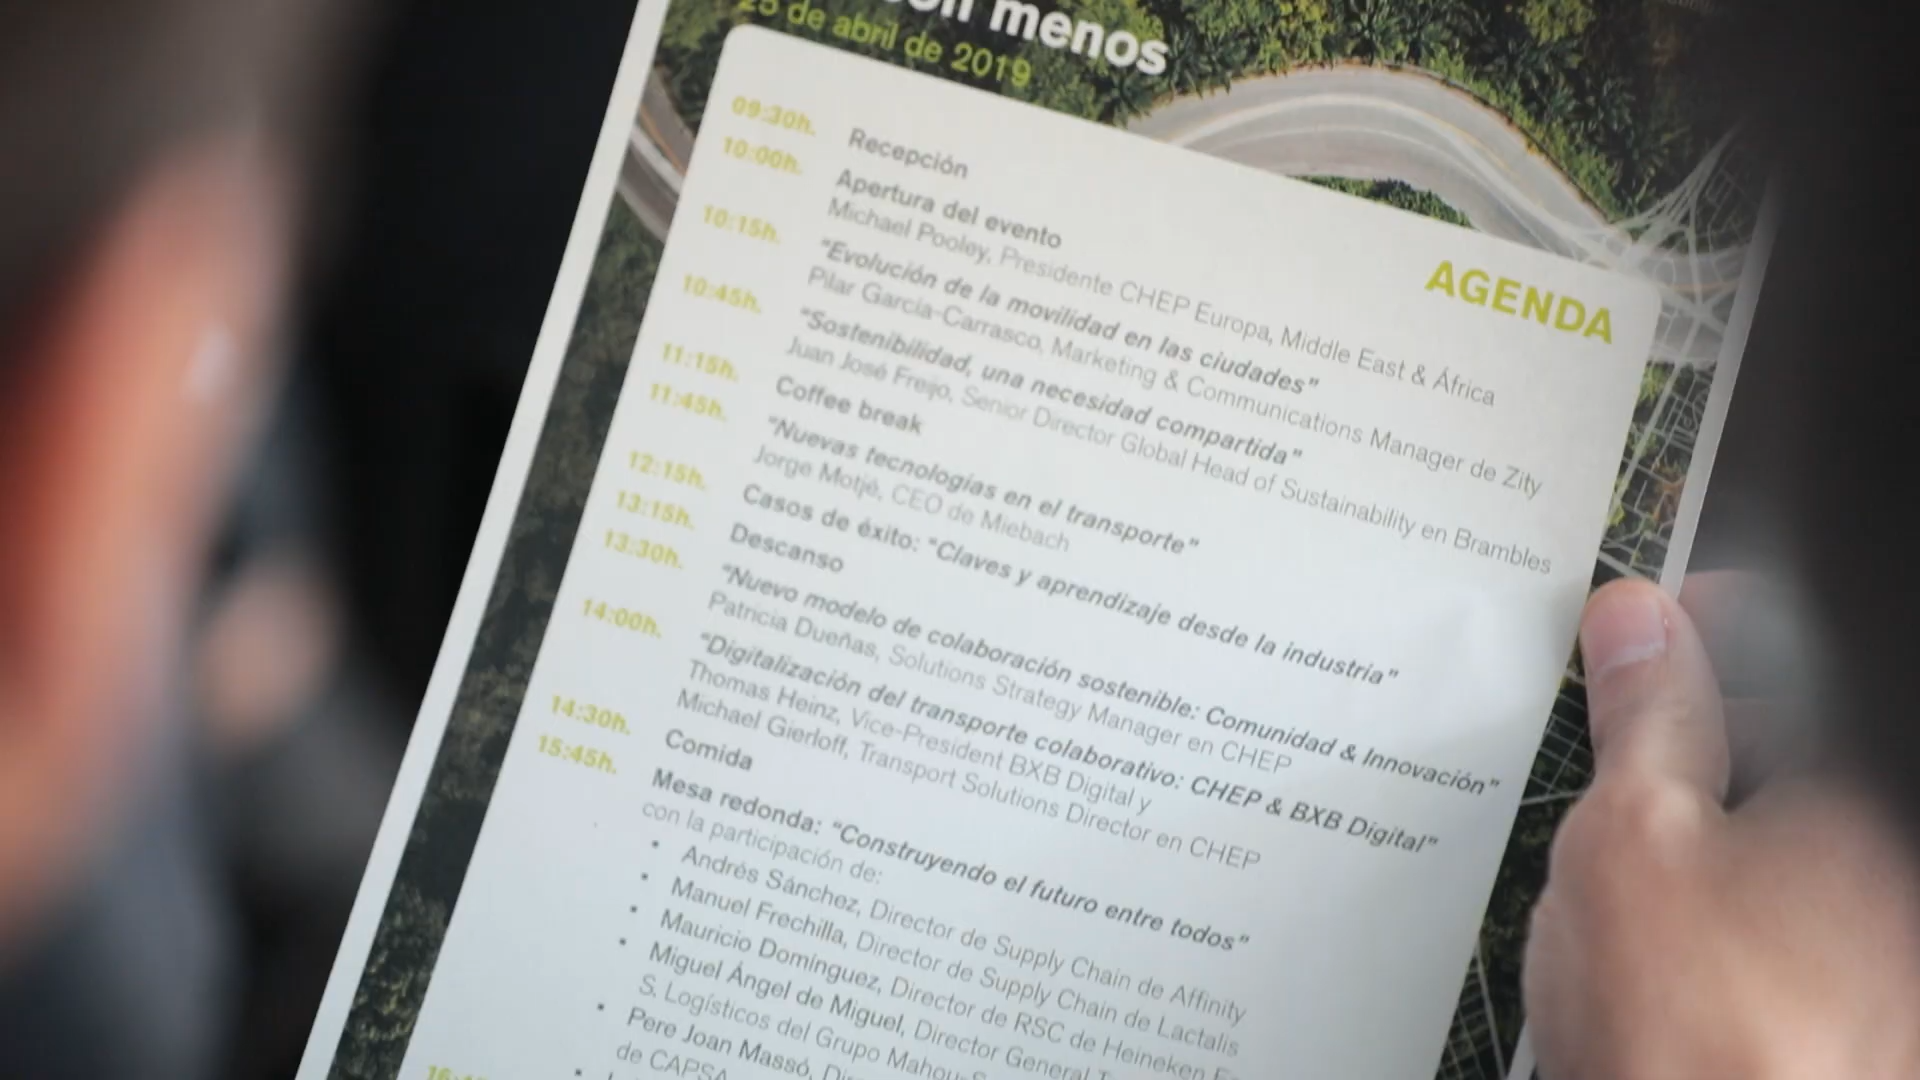 con menos
25 de abril de 2019
AGENDA
09:30h. Recepción
10:00h. Apertura del evento
Michael Pooley, Presidente CHEP Europa, Middle East & África
10:15h. "Evolución de la movilidad en las ciudades"
Pilar García-Carrasco, Marketing & Communications Manager de Zity
10:45h. "Sostenibilidad, una necesidad compartida"
Juan José Freijo, Senior Director Global Head of Sustainability en Brambles
11:15h. Coffee break
11:45h. "Nuevas tecnologías en el transporte"
Jorge Motjé, CEO de Miebach
12:15h. Casos de éxito: "Claves y aprendizaje desde la industria"
13:15h. Descanso
13:30h. "Nuevo modelo de colaboración sostenible: Comunidad & Innovación"
Patricia Dueñas, Solutions Strategy Manager en CHEP
14:00h. "Digitalización del transporte colaborativo: CHEP & BXB Digital"
Thomas Heinz, Vice-President BXB Digital y
Michael Gierloff, Transport Solutions Director en CHEP
14:30h. Comida
15:45h. Mesa redonda: "Construyendo el futuro entre todos"
con la participación de:
• Andrés Sánchez, Director de Supply Chain de Affinity
• Manuel Frechilla, Director de Supply Chain de Lactalis
• Mauricio Domínguez, Director de RSC de Heineken
• Miguel Ángel de Miguel, Director General
S. Logísticos del Grupo Mahou
• Pere Joan Massó,
de CAPSA